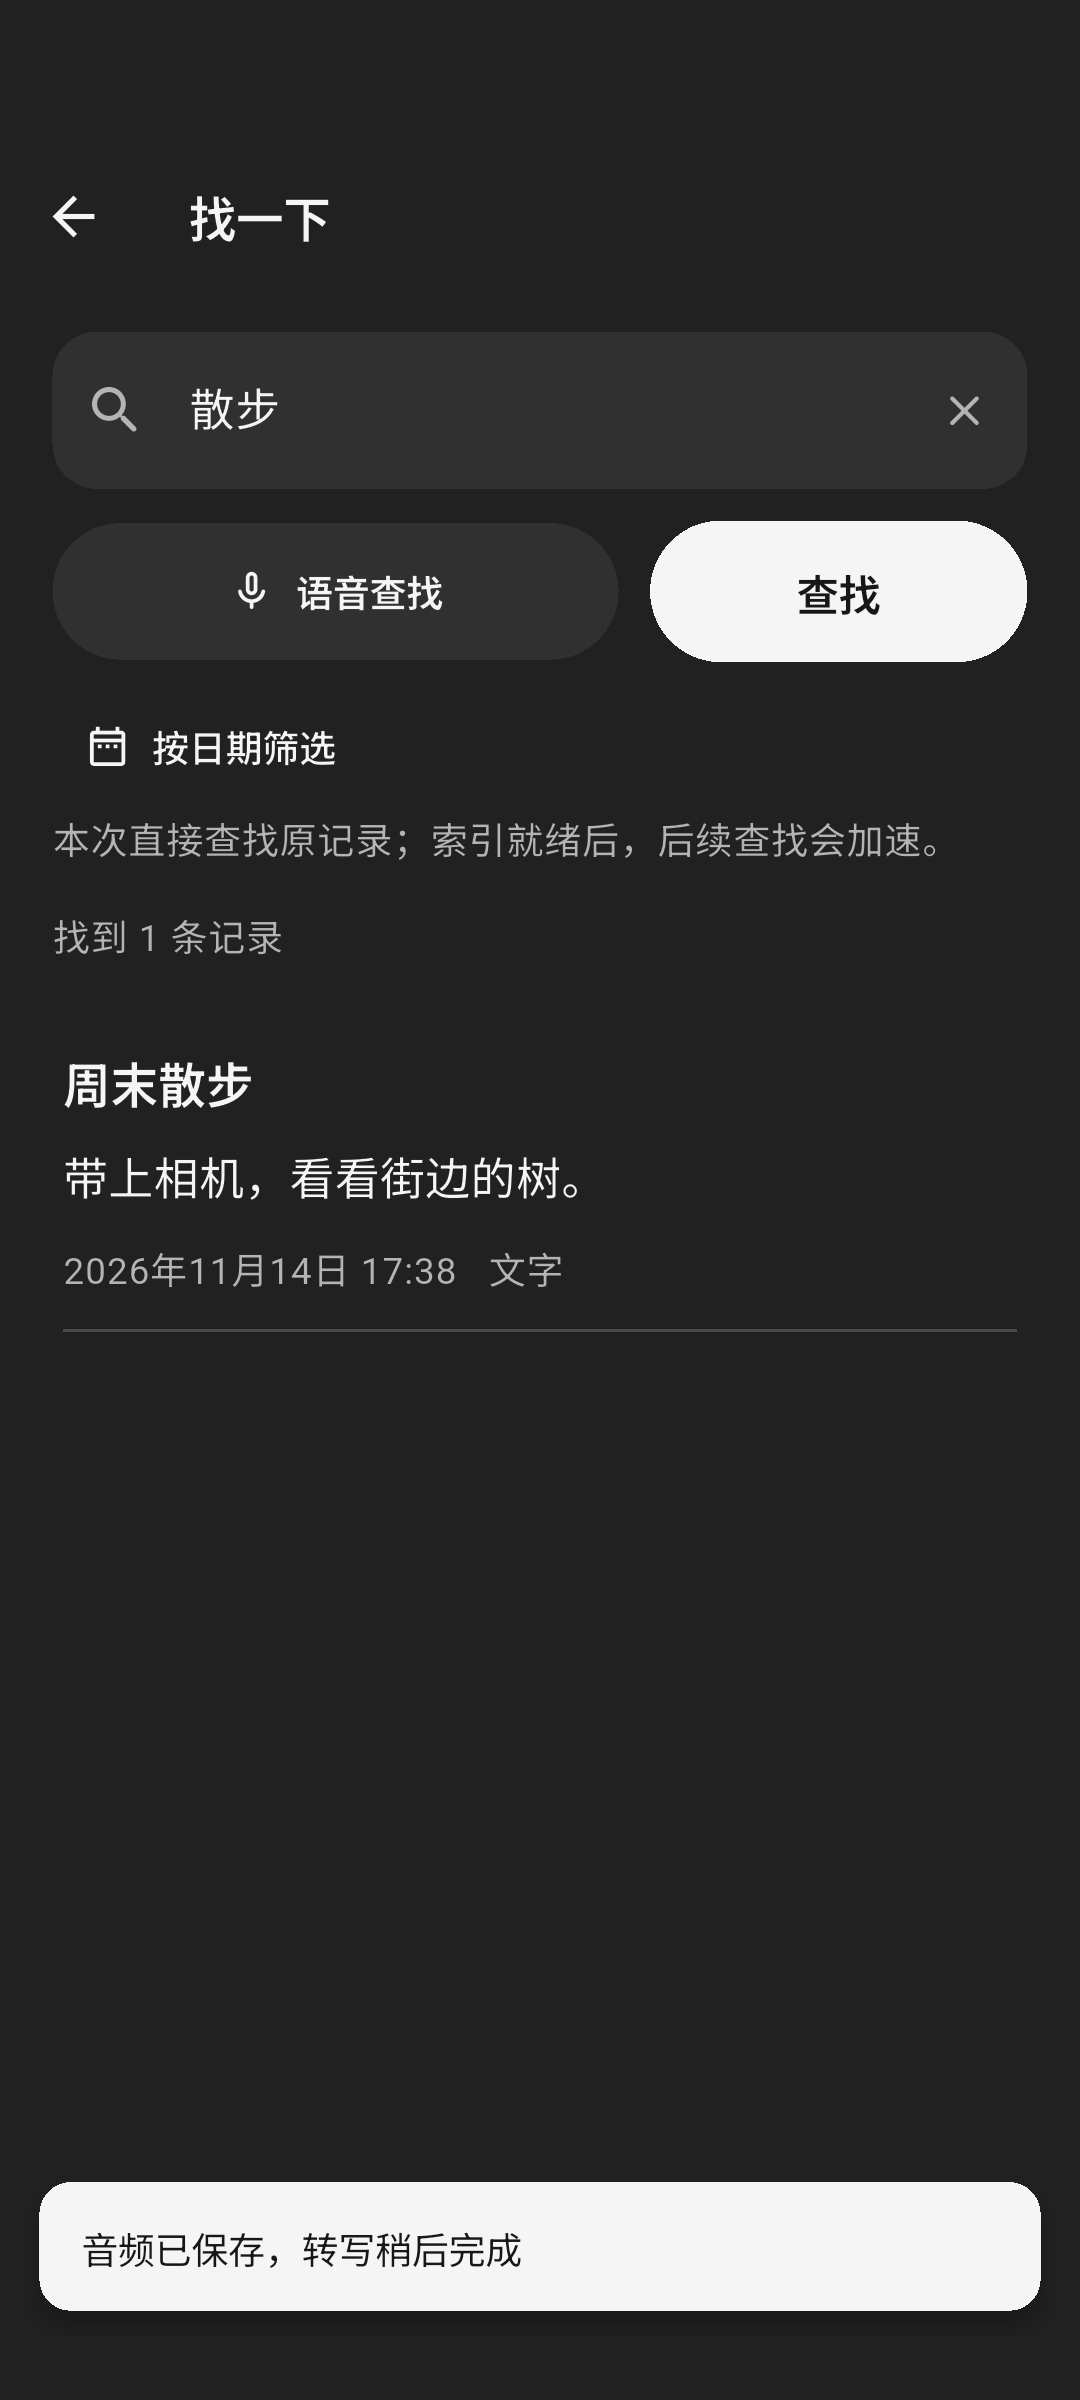 找一下
散步
语音查找
查找
按日期筛选
本次直接查找原记录；索引就绪后，后续查找会加速。
找到 1 条记录
周末散步
带上相机，看看街边的树。
2026年11月14日 17:38 文字
音频已保存，转写稍后完成